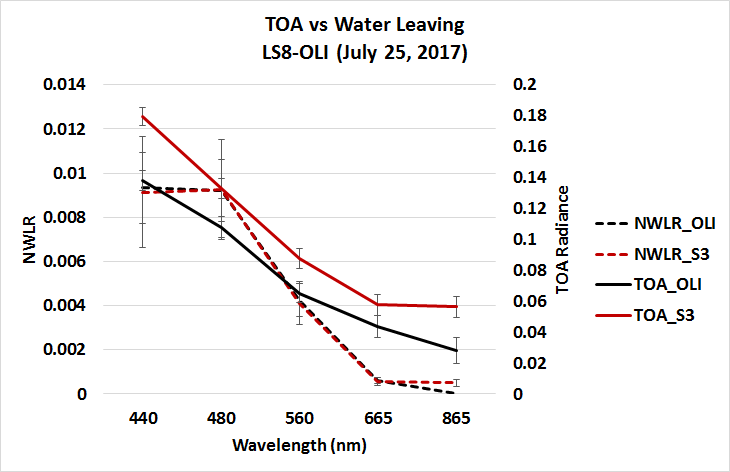 TOA vs Water Leaving
LS8-OLI (July 25, 2017)
NWLR
0.014
0.012
0.01
0.008
0.006
0.004
0.002
0
0.2
0.18
0.16
0.14
0.12
0.1
0.08
0.06
0.04
0.02
0
TOA Radiance
440 480 560 665 865
Wavelength (nm)
NWLR_OLI
NWLR_S3
TOA_OLI
TOA_S3